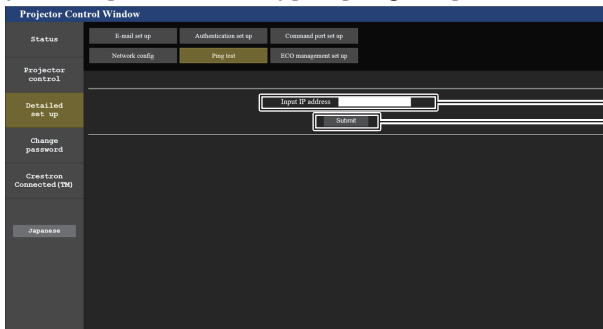 Projector Control Window
Status
E-mail set up
Authentication set up
Command port set up
Network config
Ping test
ECO management set up
Projector
control
Detailed
set up
Input IP address
Submit
Change
password
Crestron
Connected(TM)
Japanese